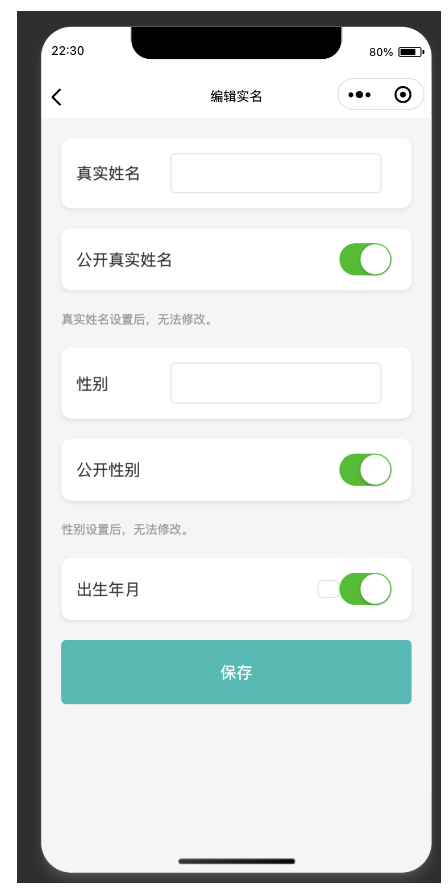 22:30
80%
编辑实名
真实姓名
公开真实姓名
真实姓名设置后，无法修改。
性别
公开性别
性别设置后，无法修改。
出生年月
保存